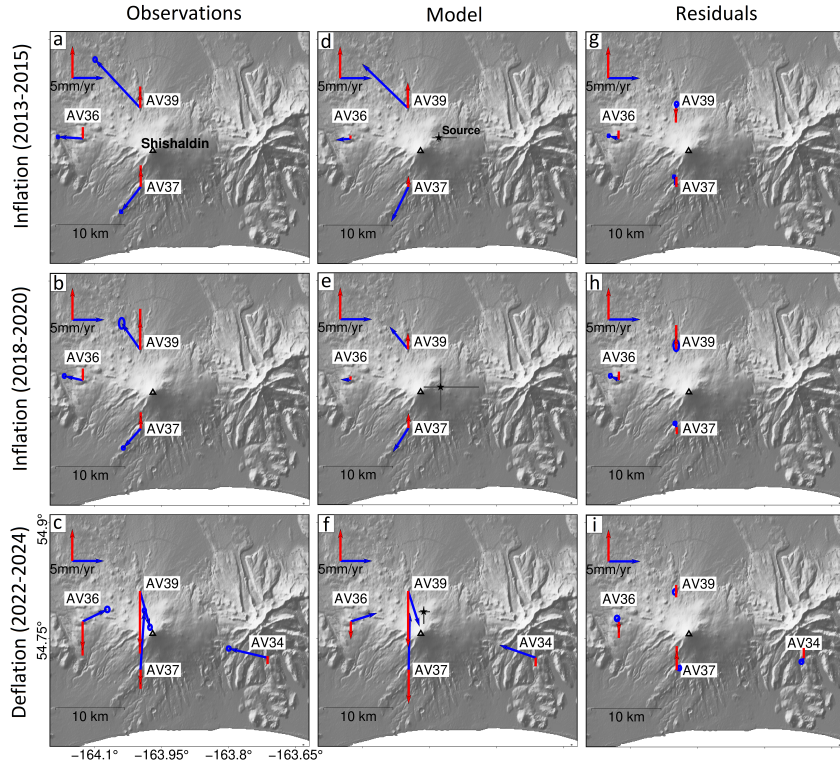 Observations Model Residuals
Inflation (2013-2015)
a
5mm/yr
AV36
AV39
Shishaldin
AV37
10 km
d
5mm/yr
AV36
AV39
Source
AV37
10 km
g
5mm/yr
AV36
AV39
AV37
10 km
Inflation (2018-2020)
b
5mm/yr
AV36
AV39
AV37
10 km
e
5mm/yr
AV36
AV39
AV37
10 km
h
5mm/yr
AV36
AV39
AV37
10 km
Deflation (2022-2024)
54.9°
54.75°
c
5mm/yr
AV36
AV39
AV34
AV37
10 km
−164.1° −163.95° −163.8° −163.65°
f
5mm/yr
AV36
AV39
AV34
AV37
10 km
i
5mm/yr
AV36
AV39
AV34
AV37
10 km